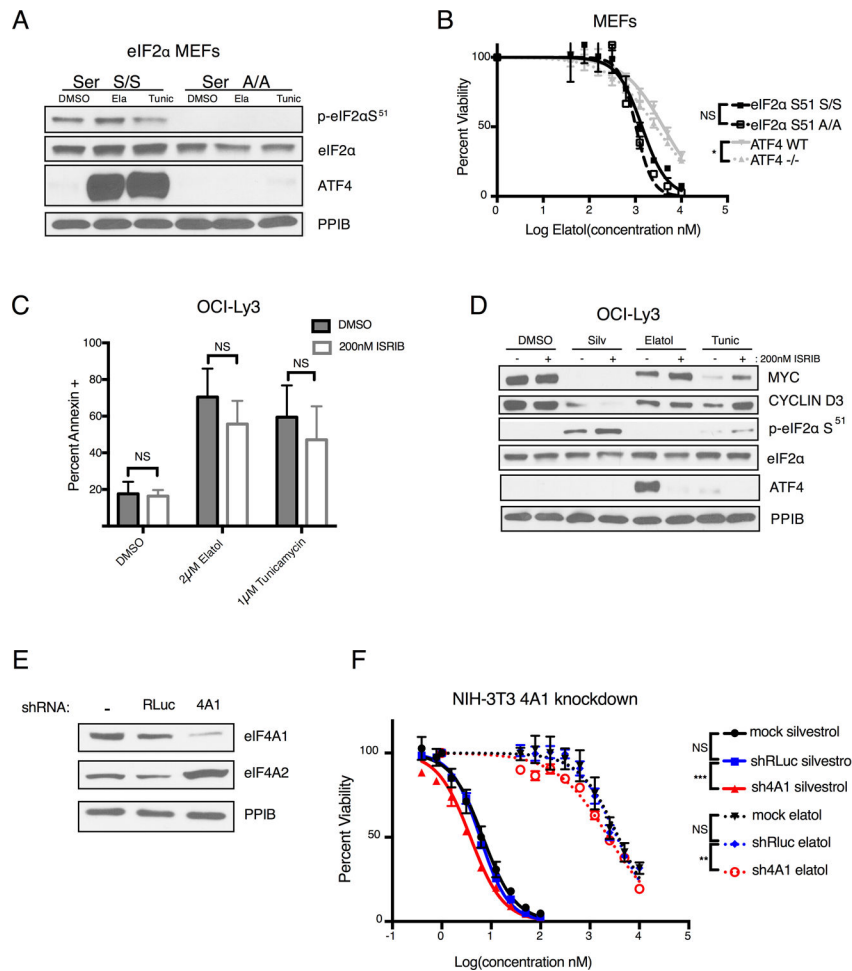 A
eIF2α MEFs
Ser S/S Ser A/A
DMSO Ela Tunic DMSO Ela Tunic
p-eIF2αS51
eIF2α
ATF4
PPIB
B
MEFs
Percent Viability
100
50
0
0 1 2 3 4 5
Log Elatol(concentration nM)
NS
eIF2α S51 S/S
eIF2α S51 A/A
*
ATF4 WT
ATF4 -/-
C
OCI-Ly3
Percent Annexin +
100
80
60
40
20
DMSO
200nM ISRIB
NS
NS
NS
DMSO
2µM Elatol
1µM Tunicamycin
D
OCI-Ly3
DMSO Silv Elatol Tunic
- + - + - + - + : 200nM ISRIB
MYC
CYCLIN D3
p-eIF2α S51
eIF2α
ATF4
PPIB
E
shRNA: - RLuc 4A1
eIF4A1
eIF4A2
PPIB
F
NIH-3T3 4A1 knockdown
Percent Viability
100
50
0
-1 0 1 2 3 4 5
Log(concentration nM)
mock silvestrol
NS
shRLuc silvestro
***
sh4A1 silvestrol
mock elatol
NS
shRluc elatol
**
sh4A1 elatol